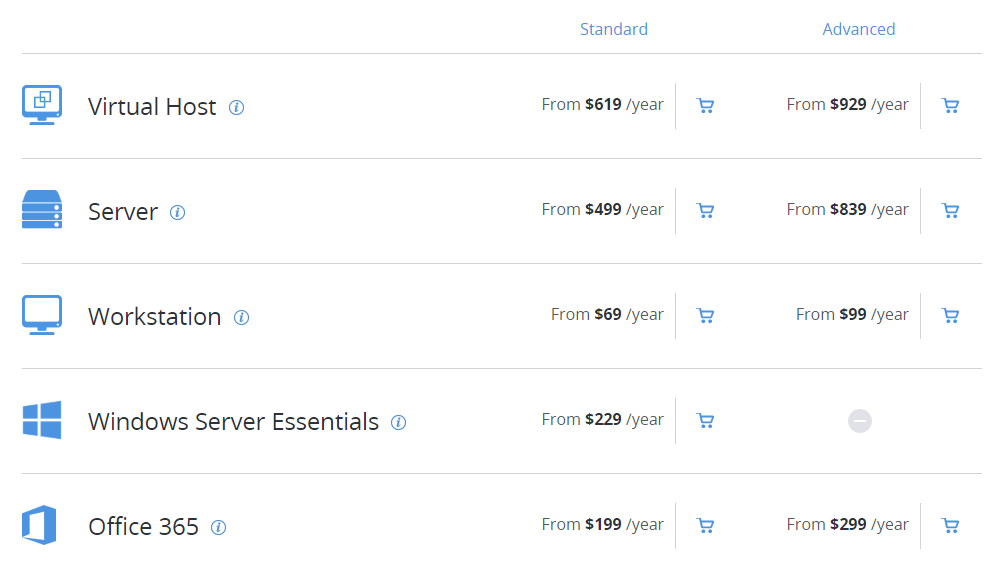 Standard Advanced
Virtual Host i From $619 /year From $929 /year
Server i From $499 /year From $839 /year
Workstation i From $69 /year From $99 /year
Windows Server Essentials i From $229 /year
Office 365 i From $199 /year From $299 /year